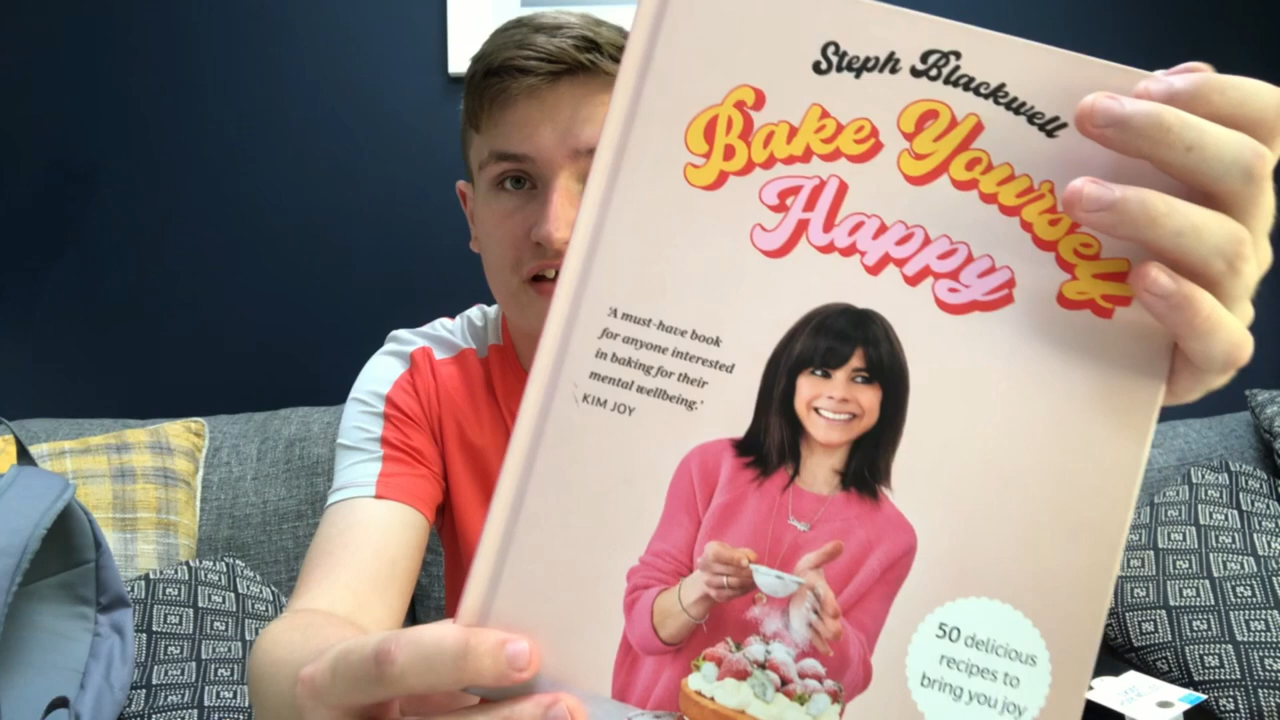 Steph Blackwell
Bake Yourself
Happy
'A must-have book
for anyone interested
in baking for their
mental wellbeing.'
KIM JOY
50 delicious
recipes to
bring you joy